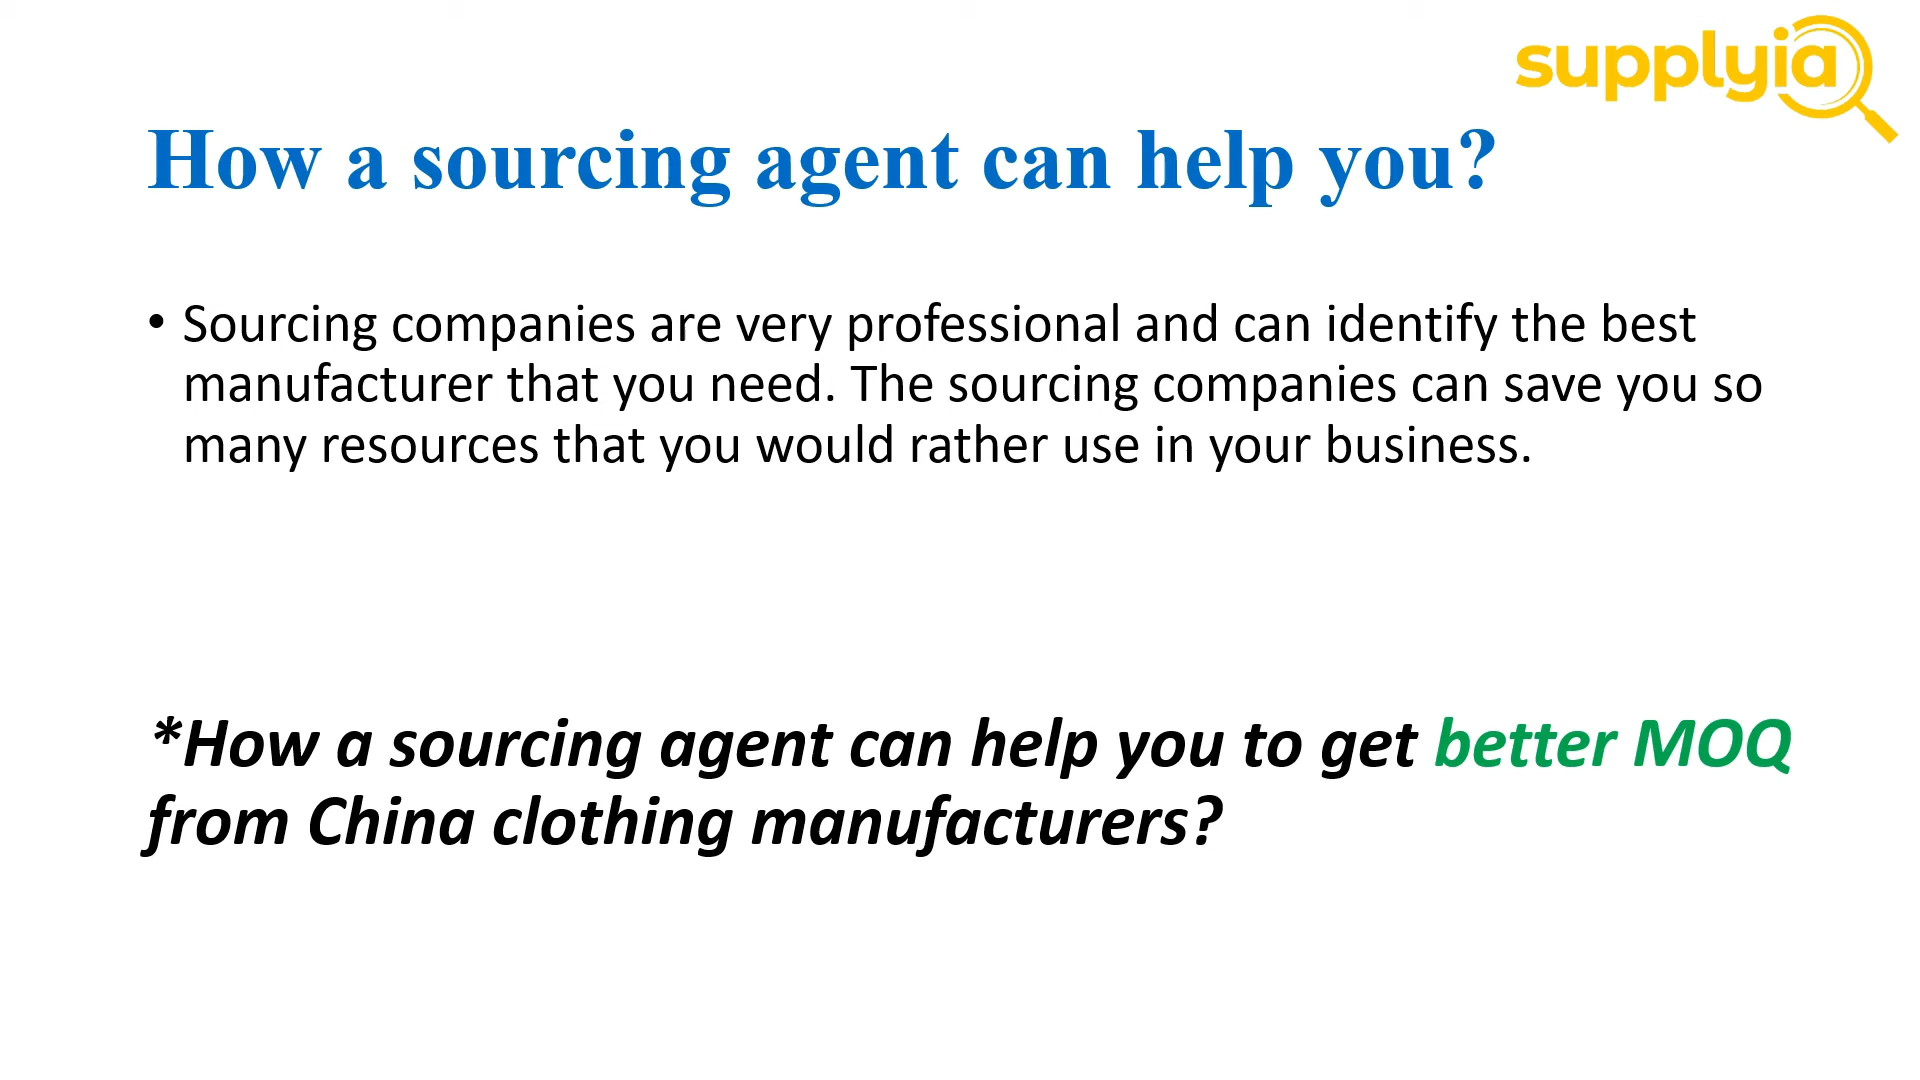 supplyia
How a sourcing agent can help you?
• Sourcing companies are very professional and can identify the best
manufacturer that you need. The sourcing companies can save you so
many resources that you would rather use in your business.
*How a sourcing agent can help you to get better MOQ
from China clothing manufacturers?